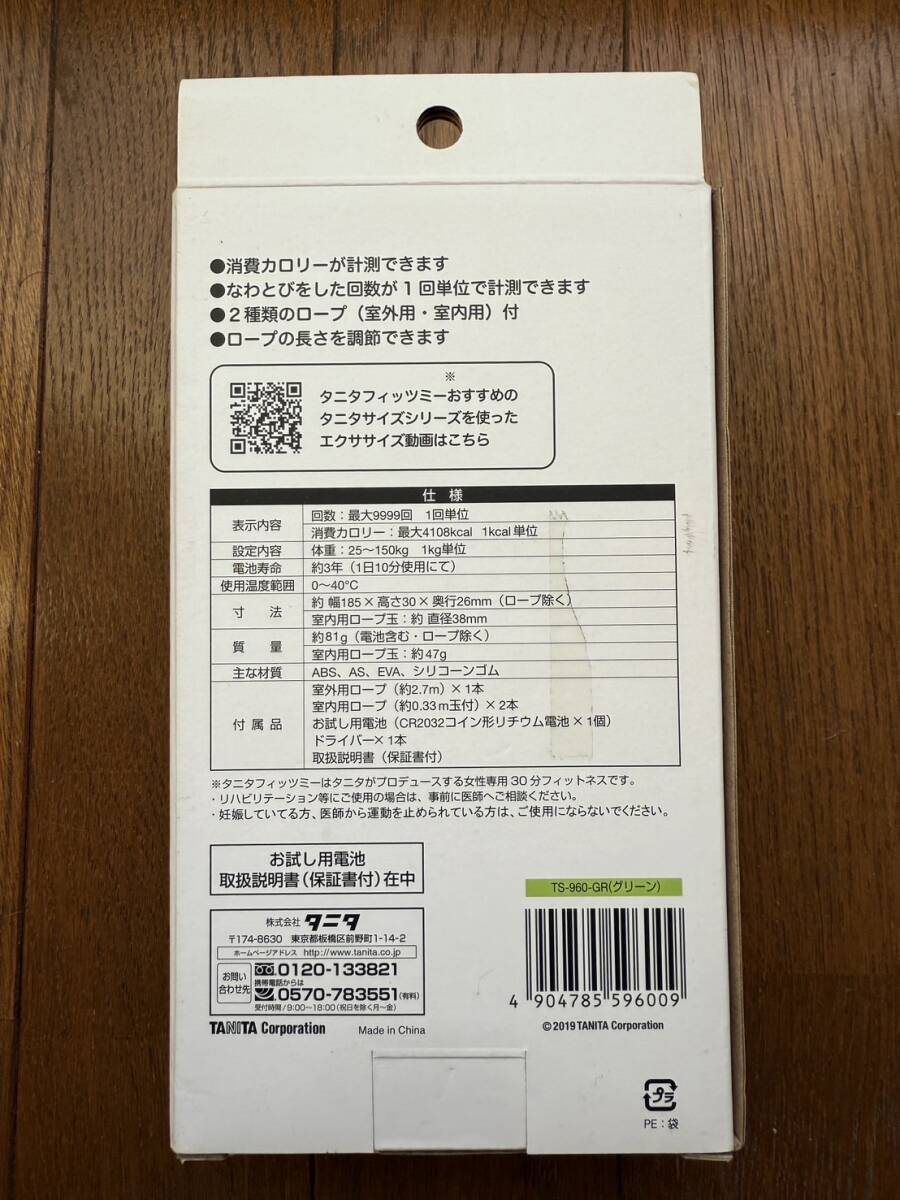 ●消費カロリーが計測できます
●なわとびをした回数が1回単位で計測できます
●2種類のロープ（室外用・室内用）付
●ロープの長さを調節できます
※
タニタフィッツミーおすすめの
タニタサイズシリーズを使った
エクササイズ動画はこちら
仕様
表示内容 回数：最大9999回 1回単位
消費カロリー：最大4108kcal 1kcal単位
設定内容 体重：25～150kg 1kg単位
電池寿命 約3年（1日10分使用にて）
使用温度範囲 0～40℃
寸法 約 幅185×高さ30×奥行26mm（ロープ除く）
室内用ロープ玉：約 直径38mm
質量 約81g（電池含む・ロープ除く）
室内用ロープ玉：約47g
主な材質 ABS、AS、EVA、シリコーンゴム
付属品 室外用ロープ（約2.7m）×1本
室内用ロープ（約0.33m玉付）×2本
お試し用電池（CR2032コイン形リチウム電池×1個）
ドライバー×1本
取扱説明書（保証書付）
※タニタフィッツミーはタニタがプロデュースする女性専用30分フィットネスです。
・リハビリテーション等にご使用の場合は、事前に医師へご相談ください。
・妊娠していてる方、医師から運動を止められている方は、ご使用にならないでください。
お試し用電池
取扱説明書（保証書付）在中
TS-960-GR(グリーン)
株式会社 タニタ
〒174-8630 東京都板橋区前野町1-14-2
ホームページアドレス http://www.tanita.co.jp
お問い合わせ先 0120-133821
携帯電話からは
0570-783551（有料）
受付時間／9:00～18:00（祝日を除く月～金）
TANITA Corporation Made in China
4 904785 596009
©2019 TANITA Corporation
プラ
PE：袋